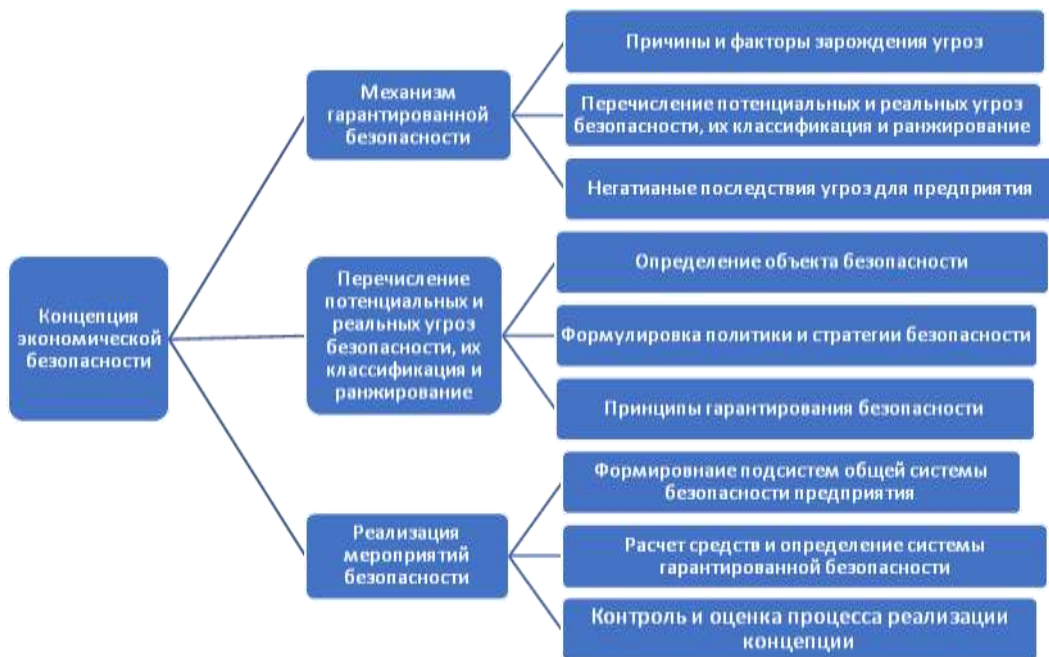 Концепция
экономической
безопасности
Механизм
гарантированной
безопасности
Причины и факторы зарождения угроз
Перечисление потенциальных и реальных угроз
безопасности, их классификация и ранжирование
Негатианые последствия угроз для предприятия
Перечисление
потенциальных и
реальных угроз
безопасности, их
классификация и
ранжирование
Определение объекта безопасности
Формулировка политики и стратегии безопасности
Принципы гарантирования безопасности
Реализация
мероприятий
безопасности
Формировнаие подсистем общей системы
безопасности предприятия
Расчет средств и определение системы
гарантированной безопасности
Контроль и оценка процесса реализации
концепции